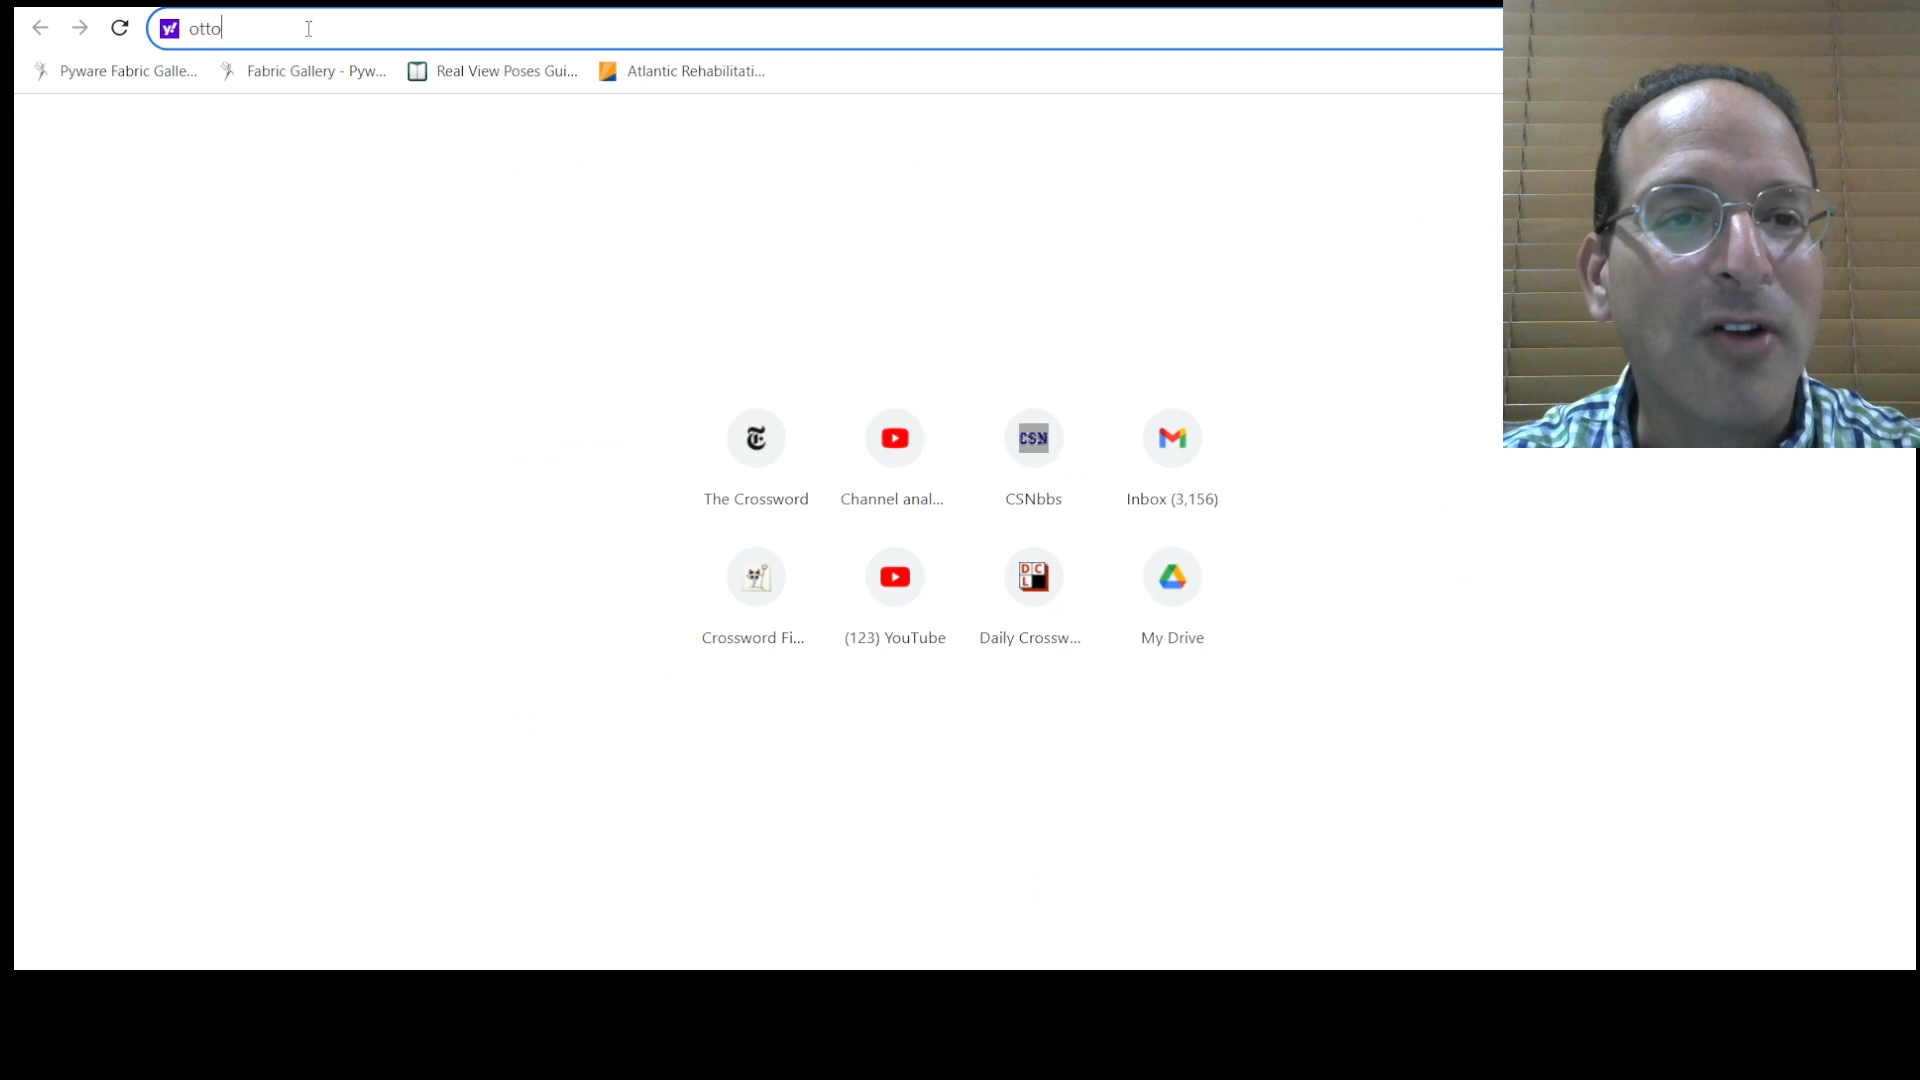 otto
Pyware Fabric Galle...
Fabric Gallery - Pyw...
Real View Poses Gui...
Atlantic Rehabilitati...
CSN
The Crossword
Channel anal...
CSNbbs
Inbox (3,156)
DC
L
Crossword Fi...
(123) YouTube
Daily Crossw...
My Drive